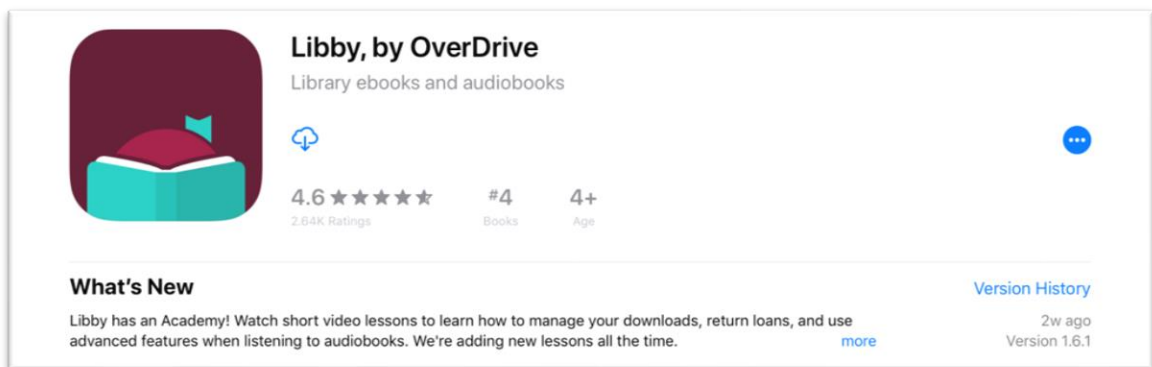 Libby, by OverDrive
Library ebooks and audiobooks
4.6
#4
4+
2.64K Ratings
Books
Age
What's New
Version History
Libby has an Academy! Watch short video lessons to learn how to manage your downloads, return loans, and use
2w ago
advanced features when listening to audiobooks. We're adding new lessons all the time.
more
Version 1.6.1